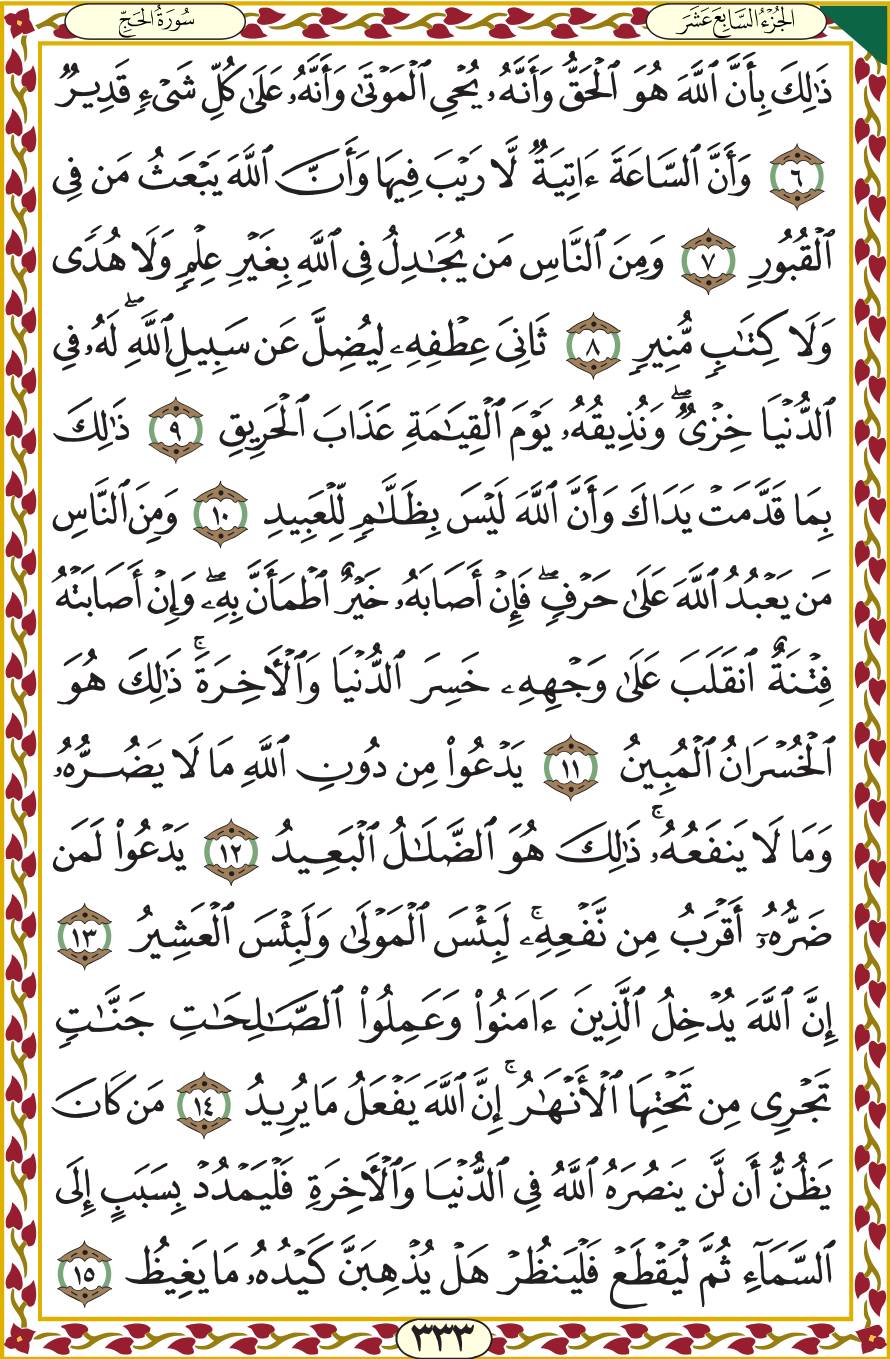 الجُزْءُ السَّابِعَ عَشَرَ
سُورَةُ الحَجِّ
ذَٰلِكَ بِأَنَّ ٱللَّهَ هُوَ ٱلْحَقُّ وَأَنَّهُۥ يُحْىِ ٱلْمَوْتَىٰ وَأَنَّهُۥ عَلَىٰ كُلِّ شَىْءٍ قَدِيرٌ
٦ وَأَنَّ ٱلسَّاعَةَ ءَاتِيَةٌ لَّا رَيْبَ فِيهَا وَأَنَّ ٱللَّهَ يَبْعَثُ مَن فِى
ٱلْقُبُورِ ٧ وَمِنَ ٱلنَّاسِ مَن يُجَٰدِلُ فِى ٱللَّهِ بِغَيْرِ عِلْمٍ وَلَا هُدًى
وَلَا كِتَٰبٍ مُّنِيرٍ ٨ ثَانِىَ عِطْفِهِۦ لِيُضِلَّ عَن سَبِيلِ ٱللَّهِۖ لَهُۥ فِى
ٱلدُّنْيَا خِزْىٌۖ وَنُذِيقُهُۥ يَوْمَ ٱلْقِيَٰمَةِ عَذَابَ ٱلْحَرِيقِ ٩ ذَٰلِكَ
بِمَا قَدَّمَتْ يَدَاكَ وَأَنَّ ٱللَّهَ لَيْسَ بِظَلَّٰمٍ لِّلْعَبِيدِ ١٠ وَمِنَ ٱلنَّاسِ
مَن يَعْبُدُ ٱللَّهَ عَلَىٰ حَرْفٍۖ فَإِنْ أَصَابَهُۥ خَيْرٌ ٱطْمَأَنَّ بِهِۦۖ وَإِنْ أَصَابَتْهُ
فِتْنَةٌ ٱنقَلَبَ عَلَىٰ وَجْهِهِۦ خَسِرَ ٱلدُّنْيَا وَٱلْأَخِرَةَۚ ذَٰلِكَ هُوَ
ٱلْخُسْرَانُ ٱلْمُبِينُ ١١ يَدْعُوا۟ مِن دُونِ ٱللَّهِ مَا لَا يَضُرُّهُۥ
وَمَا لَا يَنفَعُهُۥۚ ذَٰلِكَ هُوَ ٱلضَّلَٰلُ ٱلْبَعِيدُ ١٢ يَدْعُوا۟ لَمَن
ضَرُّهُۥٓ أَقْرَبُ مِن نَّفْعِهِۦۚ لَبِئْسَ ٱلْمَوْلَىٰ وَلَبِئْسَ ٱلْعَشِيرُ ١٣
إِنَّ ٱللَّهَ يُدْخِلُ ٱلَّذِينَ ءَامَنُوا۟ وَعَمِلُوا۟ ٱلصَّٰلِحَٰتِ جَنَّٰتٍ
تَجْرِى مِن تَحْتِهَا ٱلْأَنْهَٰرُۚ إِنَّ ٱللَّهَ يَفْعَلُ مَا يُرِيدُ ١٤ مَن كَانَ
يَظُنُّ أَن لَّن يَنصُرَهُ ٱللَّهُ فِى ٱلدُّنْيَا وَٱلْأَخِرَةِ فَلْيَمْدُدْ بِسَبَبٍ إِلَى
ٱلسَّمَآءِ ثُمَّ لْيَقْطَعْ فَلْيَنظُرْ هَلْ يُذْهِبَنَّ كَيْدُهُۥ مَا يَغِيظُ ١٥
٣٣٣